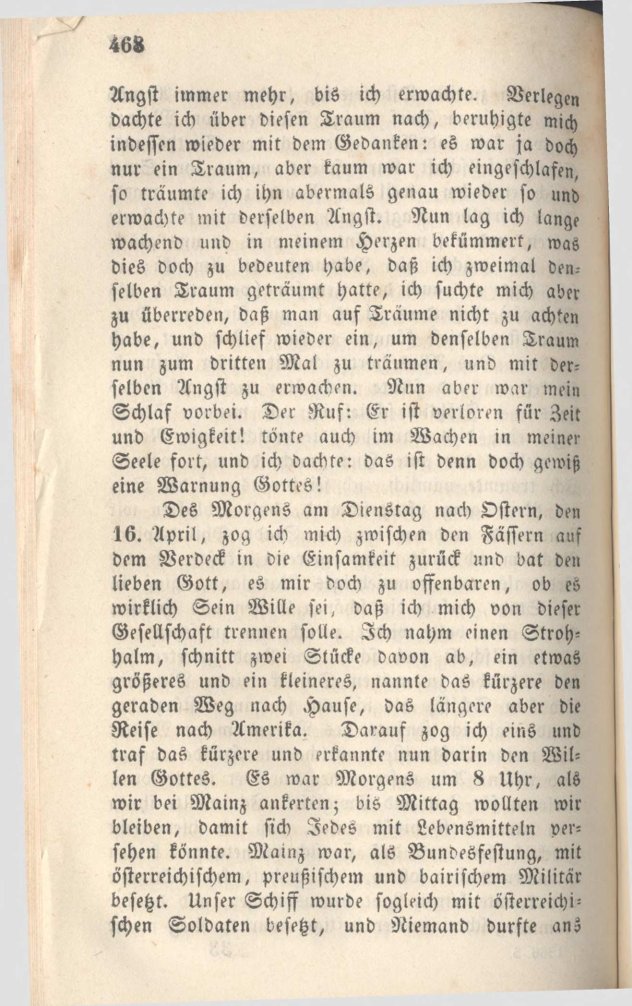 468
Angst immer mehr, bis ich erwachte. Verlegen
dachte ich über diesen Traum nach, beruhigte mich
indessen wieder mit dem Gedanken: es war ja doch
nur ein Traum, aber kaum war ich eingeschlafen,
so träumte ich ihn abermals genau wieder so und
erwachte mit derselben Angst. Nun lag ich lange
wachend und in meinem Herzen bekümmert, was
dies doch zu bedeuten habe, daß ich zweimal den-
selben Traum geträumt hatte, ich suchte mich aber
zu überreden, daß man auf Träume nicht zu achten
habe, und schlief wieder ein, um denselben Traum
nun zum dritten Mal zu träumen, und mit der-
selben Angst zu erwachen. Nun aber war mein
Schlaf vorbei. Der Ruf: Er ist verloren für Zeit
und Ewigkeit! tönte auch im Wachen in meiner
Seele fort, und ich dachte: das ist denn doch gewiß
eine Warnung Gottes!
Des Morgens am Dienstag nach Ostern, den
16. April, zog ich mich zwischen den Fässern auf
dem Verdeck in die Einsamkeit zurück und bat den
lieben Gott, es mir doch zu offenbaren, ob es
wirklich Sein Wille sei, daß ich mich von dieser
Gesellschaft trennen solle. Ich nahm einen Stroh-
halm, schnitt zwei Stücke davon ab, ein etwas
größeres und ein kleineres, nannte das kürzere den
geraden Weg nach Hause, das längere aber die
Reise nach Amerika. Darauf zog ich eins und
traf das kürzere und erkannte nun darin den Wil-
len Gottes. Es war Morgens um 8 Uhr, als
wir bei Mainz ankerten; bis Mittag wollten wir
bleiben, damit sich Jedes mit Lebensmitteln ver-
sehen könnte. Mainz war, als Bundesfestung, mit
österreichischem, preußischem und bairischem Militär
besetzt. Unser Schiff wurde sogleich mit österreichi-
schen Soldaten besetzt, und Niemand durfte ans